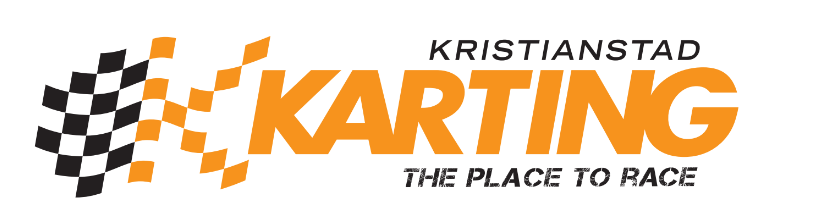 KRISTIANSTAD
KARTING
THE PLACE TO RACE